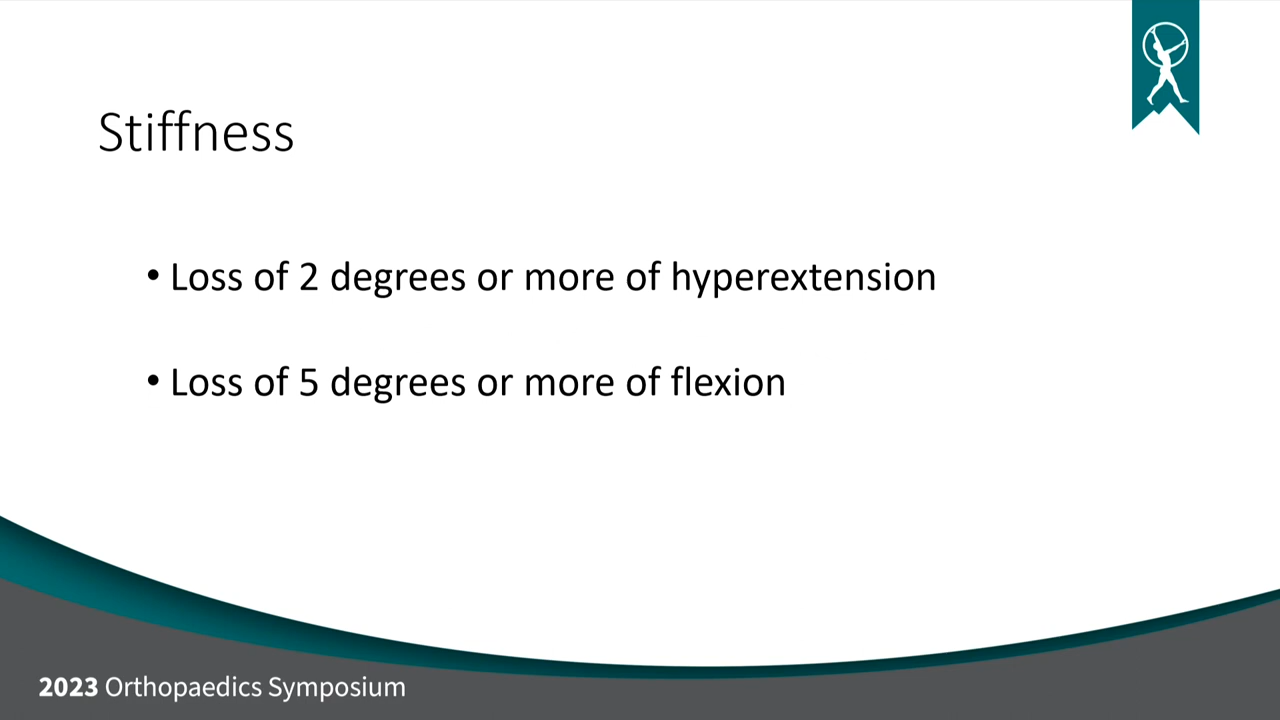 Stiffness
• Loss of 2 degrees or more of hyperextension
• Loss of 5 degrees or more of flexion
2023 Orthopaedics Symposium